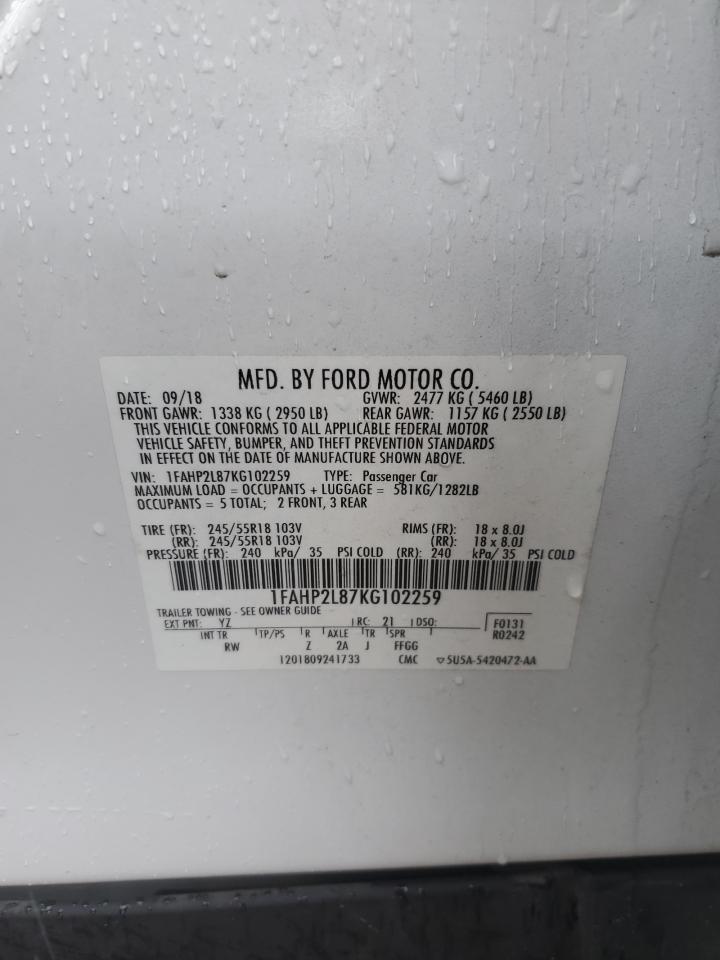 MFD. BY FORD MOTOR CO.
DATE: 09/18 GVWR: 2477 KG ( 5460 LB)
FRONT GAWR: 1338 KG ( 2950 LB) REAR GAWR: 1157 KG ( 2550 LB)
THIS VEHICLE CONFORMS TO ALL APPLICABLE FEDERAL MOTOR
VEHICLE SAFETY, BUMPER, AND THEFT PREVENTION STANDARDS
IN EFFECT ON THE DATE OF MANUFACTURE SHOWN ABOVE.
VIN: 1FAHP2L87KG102259 TYPE: Passenger Car
MAXIMUM LOAD = OCCUPANTS + LUGGAGE = 581KG/1282LB
OCCUPANTS = 5 TOTAL; 2 FRONT, 3 REAR
TIRE (FR): 245/55R18 103V RIMS (FR): 18 x 8.0J
(RR): 245/55R18 103V (RR): 18 x 8.0J
PRESSURE (FR): 240 kPa/ 35 PSI COLD (RR): 240 kPa/ 35 PSI COLD
1FAHP2L87KG102259
TRAILER TOWING - SEE OWNER GUIDE
EXT PNT: YZ RC: 21 DSO: F0131
INT TR TP/PS R AXLE TR SPR R0242
RW Z 2A J FFGG
1201809241733 CMC ▽5U5A-5420472-AA